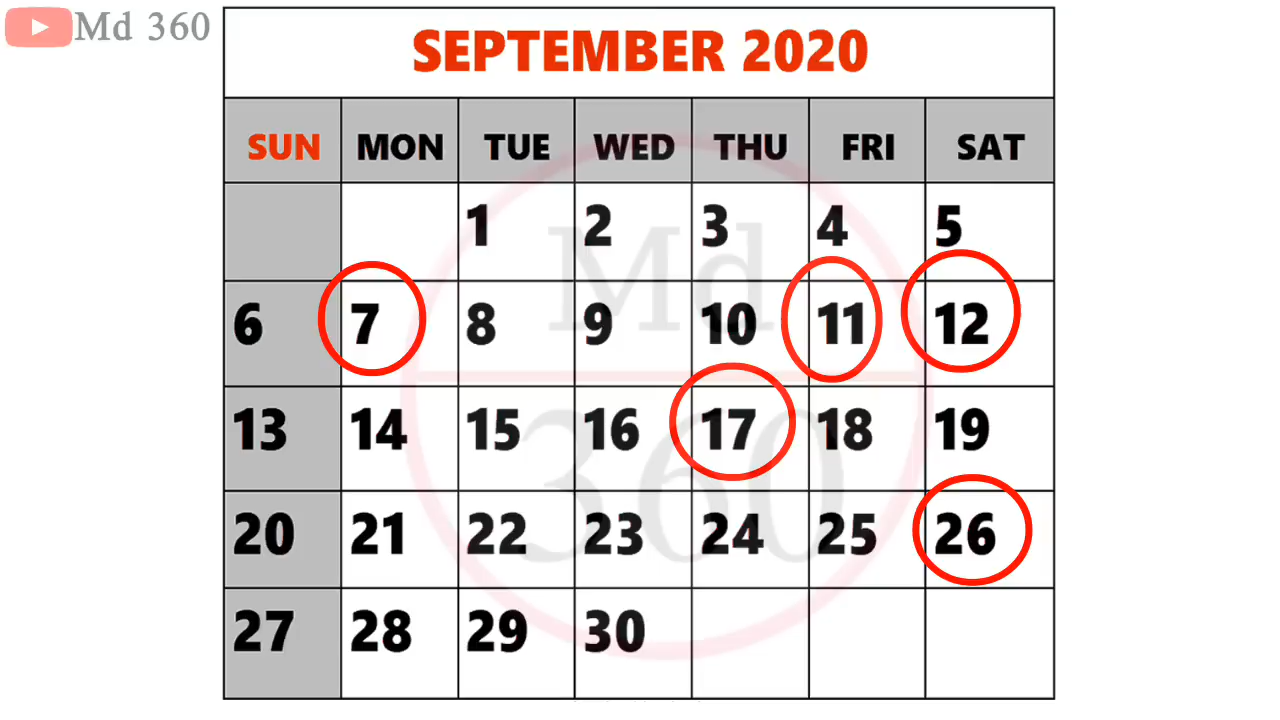 Md 360
SEPTEMBER 2020
SUN MON TUE WED THU FRI SAT
1 2 3 4 5
6 7 8 9 10 11 12
13 14 15 16 17 18 19
20 21 22 23 24 25 26
27 28 29 30
Md
360